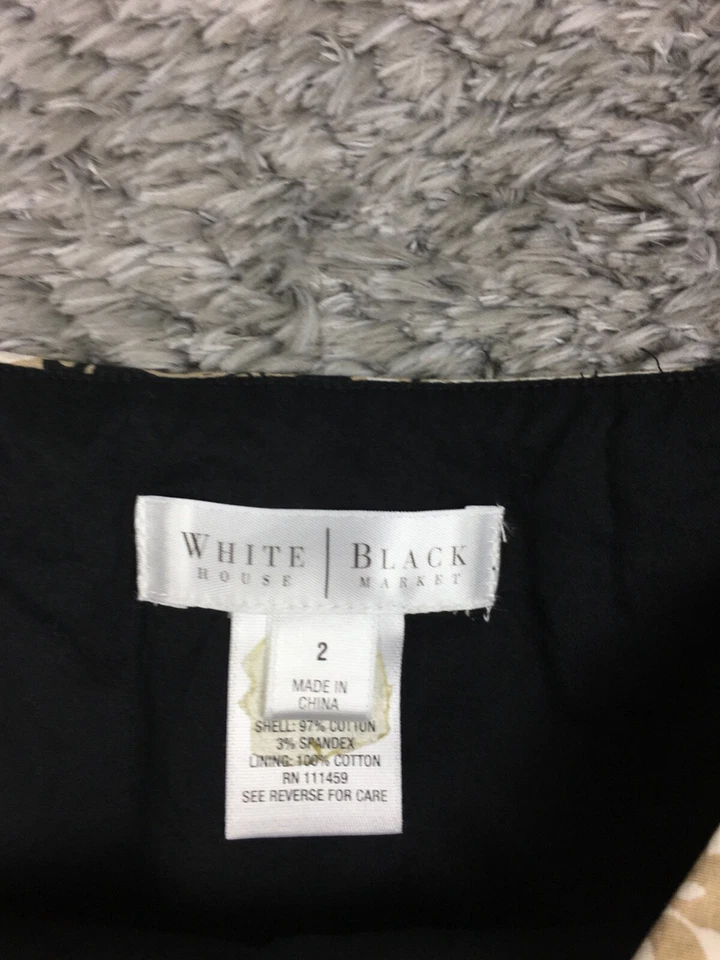 WHITE | BLACK
HOUSE MARKET
2
MADE IN
CHINA
SHELL: 97% COTTON
3% SPANDEX
LINING: 100% COTTON
RN 111459
SEE REVERSE FOR CARE